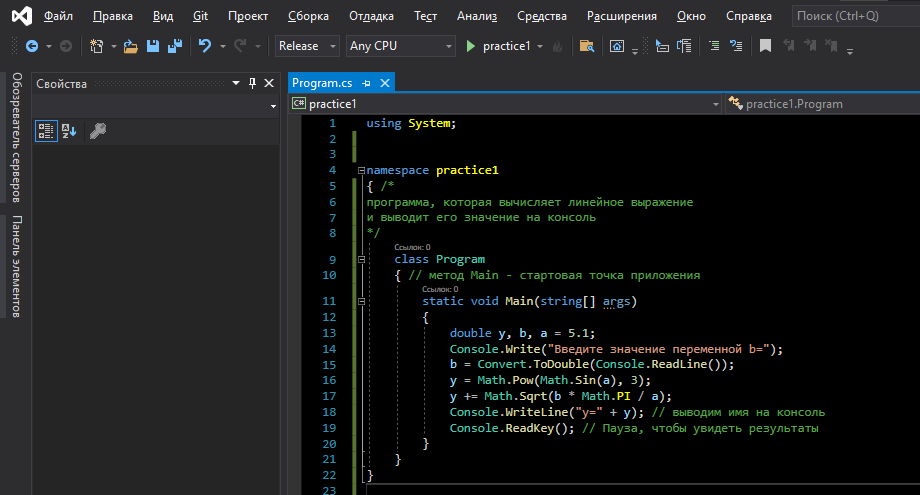 Файл Правка Вид Git Проект Сборка Отладка Тест Анализ Средства Расширения Окно Справка Поиск (Ctrl+Q)
Release Any CPU practice1
Обозреватель серверов
Панель элементов
Свойства
Program.cs
C# practice1 practice1.Program
1 using System;
2
3
4 namespace practice1
5 { /*
6 программа, которая вычисляет линейное выражение
7 и выводит его значение на консоль
8 */
Ссылок: 0
9 class Program
10 { // метод Main - стартовая точка приложения
Ссылок: 0
11 static void Main(string[] args)
12 {
13 double y, b, a = 5.1;
14 Console.Write("Введите значение переменной b=");
15 b = Convert.ToDouble(Console.ReadLine());
16 y = Math.Pow(Math.Sin(a), 3);
17 y += Math.Sqrt(b * Math.PI / a);
18 Console.WriteLine("y=" + y); // выводим имя на консоль
19 Console.ReadKey(); // Пауза, чтобы увидеть результаты
20 }
21 }
22 }
23